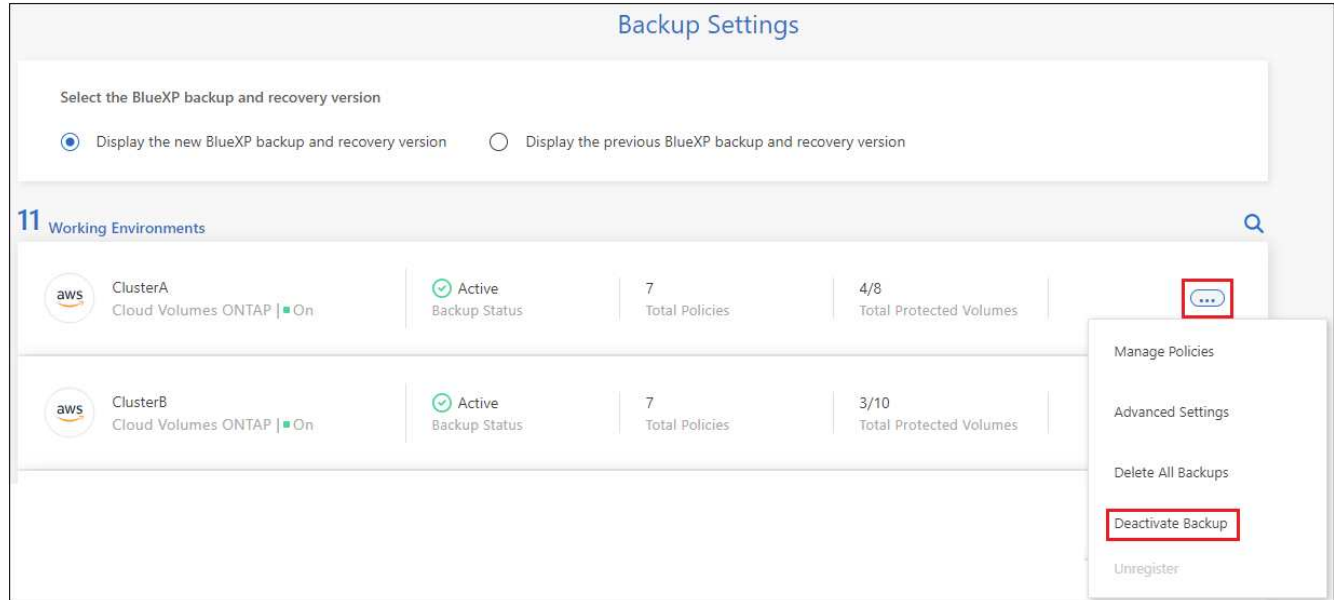 Backup Settings
Select the BlueXP backup and recovery version
Display the new BlueXP backup and recovery version
Display the previous BlueXP backup and recovery version
11 Working Environments
aws
ClusterA
Cloud Volumes ONTAP | On
Active
Backup Status
7
Total Policies
4/8
Total Protected Volumes
...
Manage Policies
Advanced Settings
Delete All Backups
Deactivate Backup
Unregister
aws
ClusterB
Cloud Volumes ONTAP | On
Active
Backup Status
7
Total Policies
3/10
Total Protected Volumes